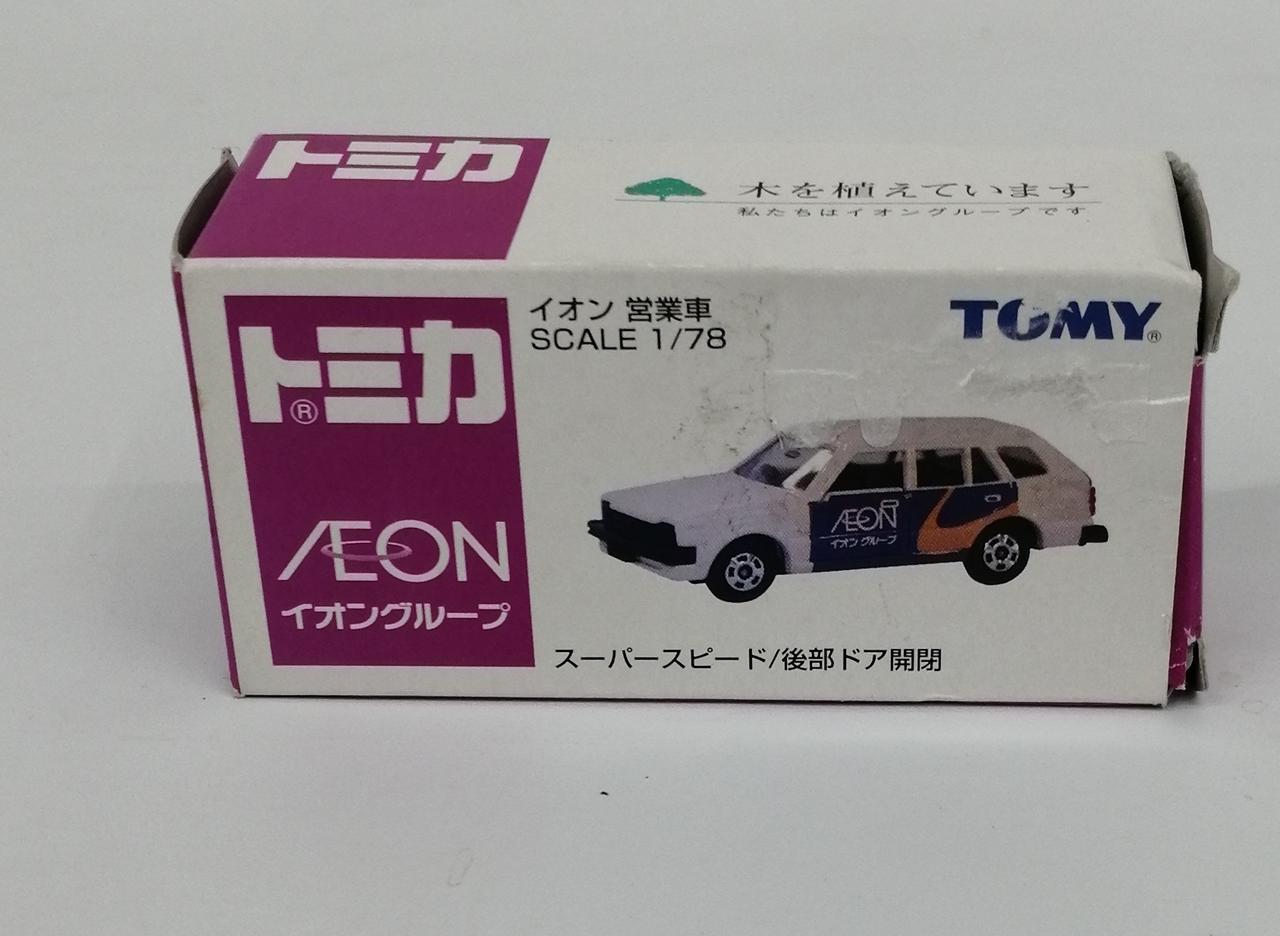 トミカ
木を植えています
私たちはイオングループです
トミカ®
ÆON
イオングループ
イオン 営業車
SCALE 1/78
TOMY®
ÆON
イオングループ
スーパースピード/後部ドア開閉